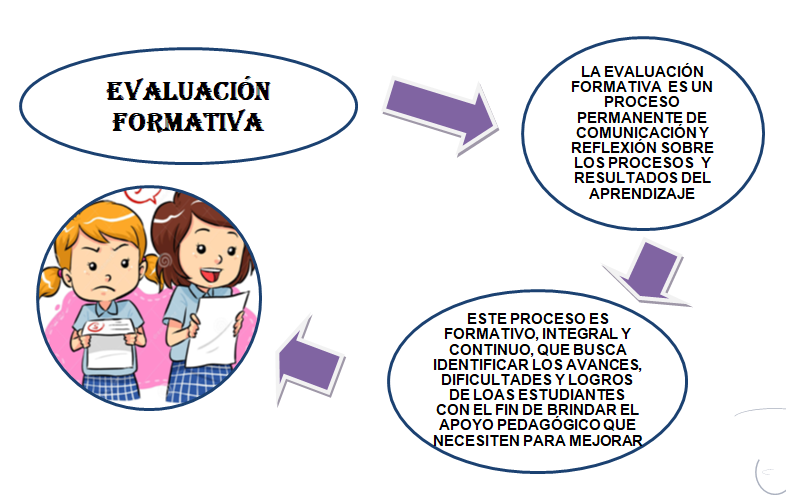 EVALUACIÓN
FORMATIVA
LA EVALUACIÓN
FORMATIVA ES UN
PROCESO
PERMANENTE DE
COMUNICACIÓN Y
REFLEXIÓN SOBRE
LOS PROCESOS Y
RESULTADOS DEL
APRENDIZAJE
ESTE PROCESO ES
FORMATIVO, INTEGRAL Y
CONTINUO, QUE BUSCA
IDENTIFICAR LOS AVANCES,
DIFICULTADES Y LOGROS
DE LOAS ESTUDIANTES
CON EL FIN DE BRINDAR EL
APOYO PEDAGÓGICO QUE
NECESITEN PARA MEJORAR